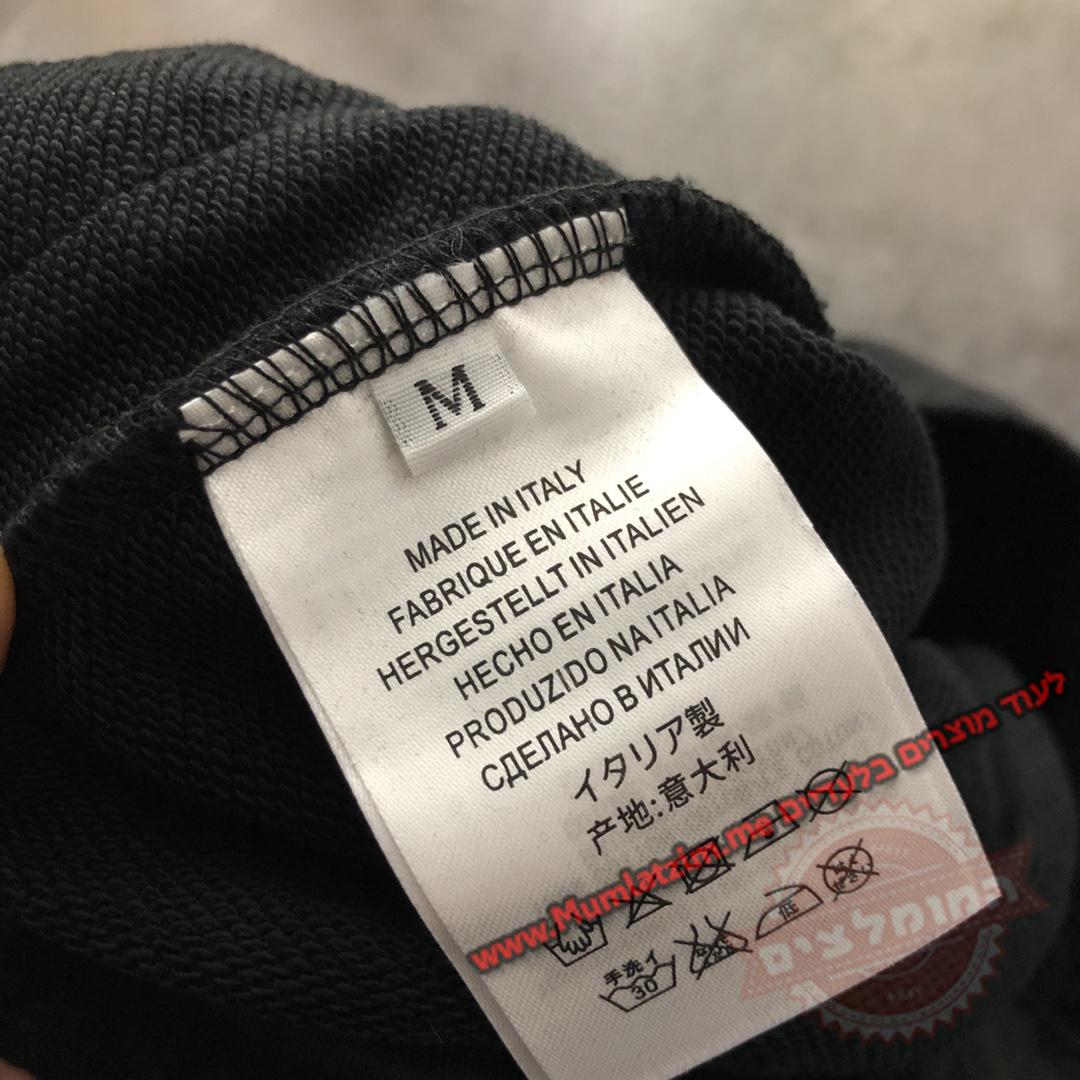 M
MADE IN ITALY
FABRIQUE EN ITALIE
HERGESTELLT IN ITALIEN
HECHO EN ITALIA
PRODUZIDO NA ITALIA
СДЕЛАНО В ИТАЛИИ
イタリア製
产地:意大利
www.Mumlatzim.me לעוד מוצרים בלעדיים
המומלצים
手洗イ
30
低